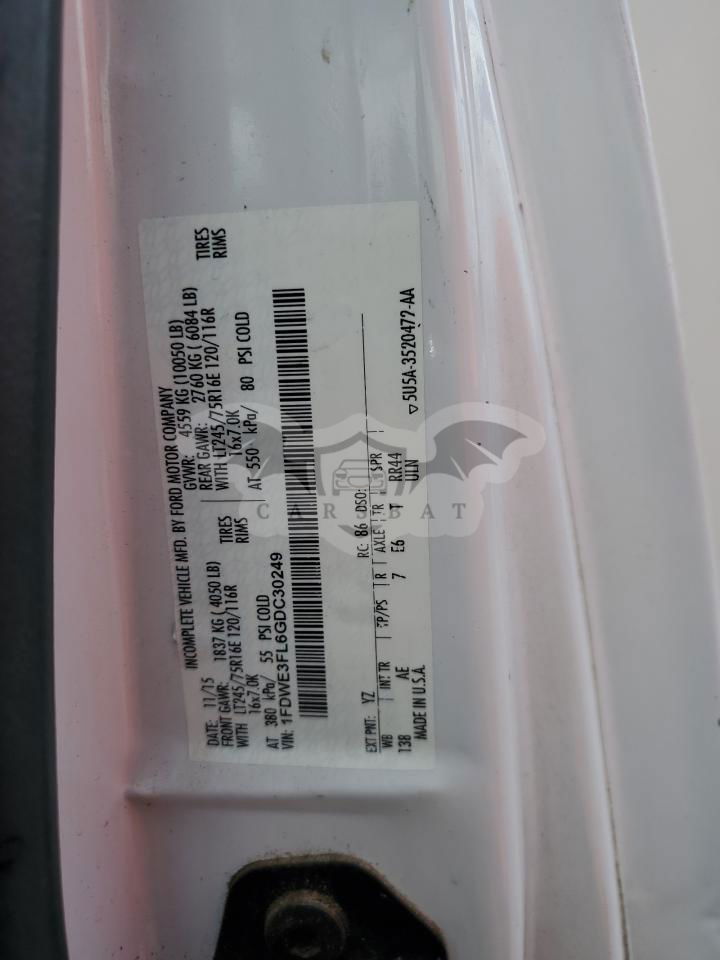 INCOMPLETE VEHICLE MFD. BY FORD MOTOR COMPANY
DATE: 11/15 GVWR: 4559 KG (10050 LB)
FRONT GAWR: 1837 KG ( 4050 LB) REAR GAWR: 2760 KG ( 6084 LB)
WITH LT245/75R16E 120/116R TIRES WITH LT245/75R16E 120/116R TIRES
16x7.0K RIMS 16x7.0K RIMS
AT 380 kPa/ 55 PSI COLD AT 550 kPa/ 80 PSI COLD
VIN: 1FDWE3FL6GDC30249
EXT PNT: YZ RC: 86 DSO:
WB INT TR TP/PS R AXLE TR SPR
138 AE 7 E6 T RR44
ULN
MADE IN U.S.A. ▽5U5A-3520472-AA
CARSBAT